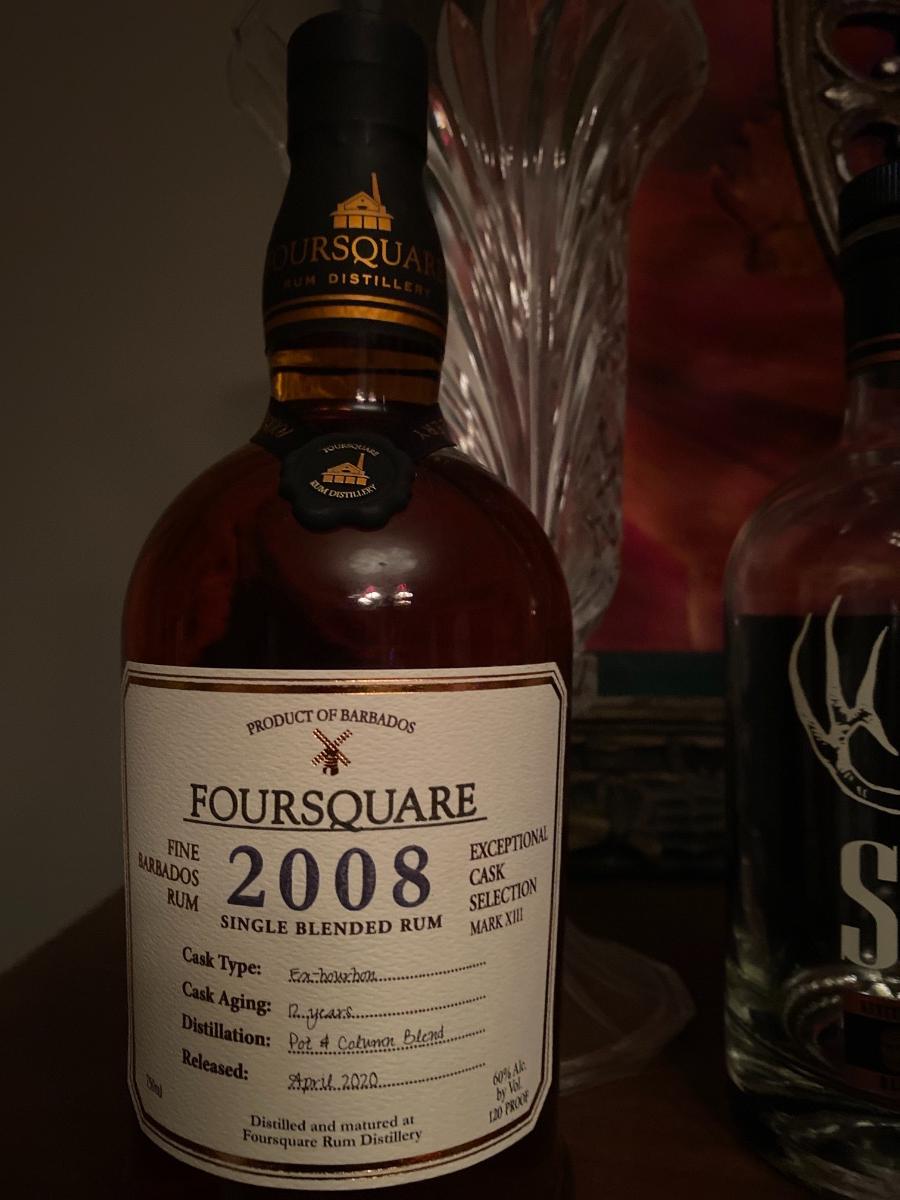 OURSQUAR
RUM DISTILLERY
FOURSQUARE
RUM DISTILLERY
PRODUCT OF BARBADOS
FOURSQUARE
FINE
BARBADOS
RUM
2008
SINGLE BLENDED RUM
EXCEPTIONAL
CASK
SELECTION
MARK XIII
Cask Type: Ex-bourbon
Cask Aging: 12 years
Distillation: Pot & Column Blend
Released: April 2020
750ml
60% Alc.
by Vol.
120 PROOF
Distilled and matured at
Foursquare Rum Distillery
S